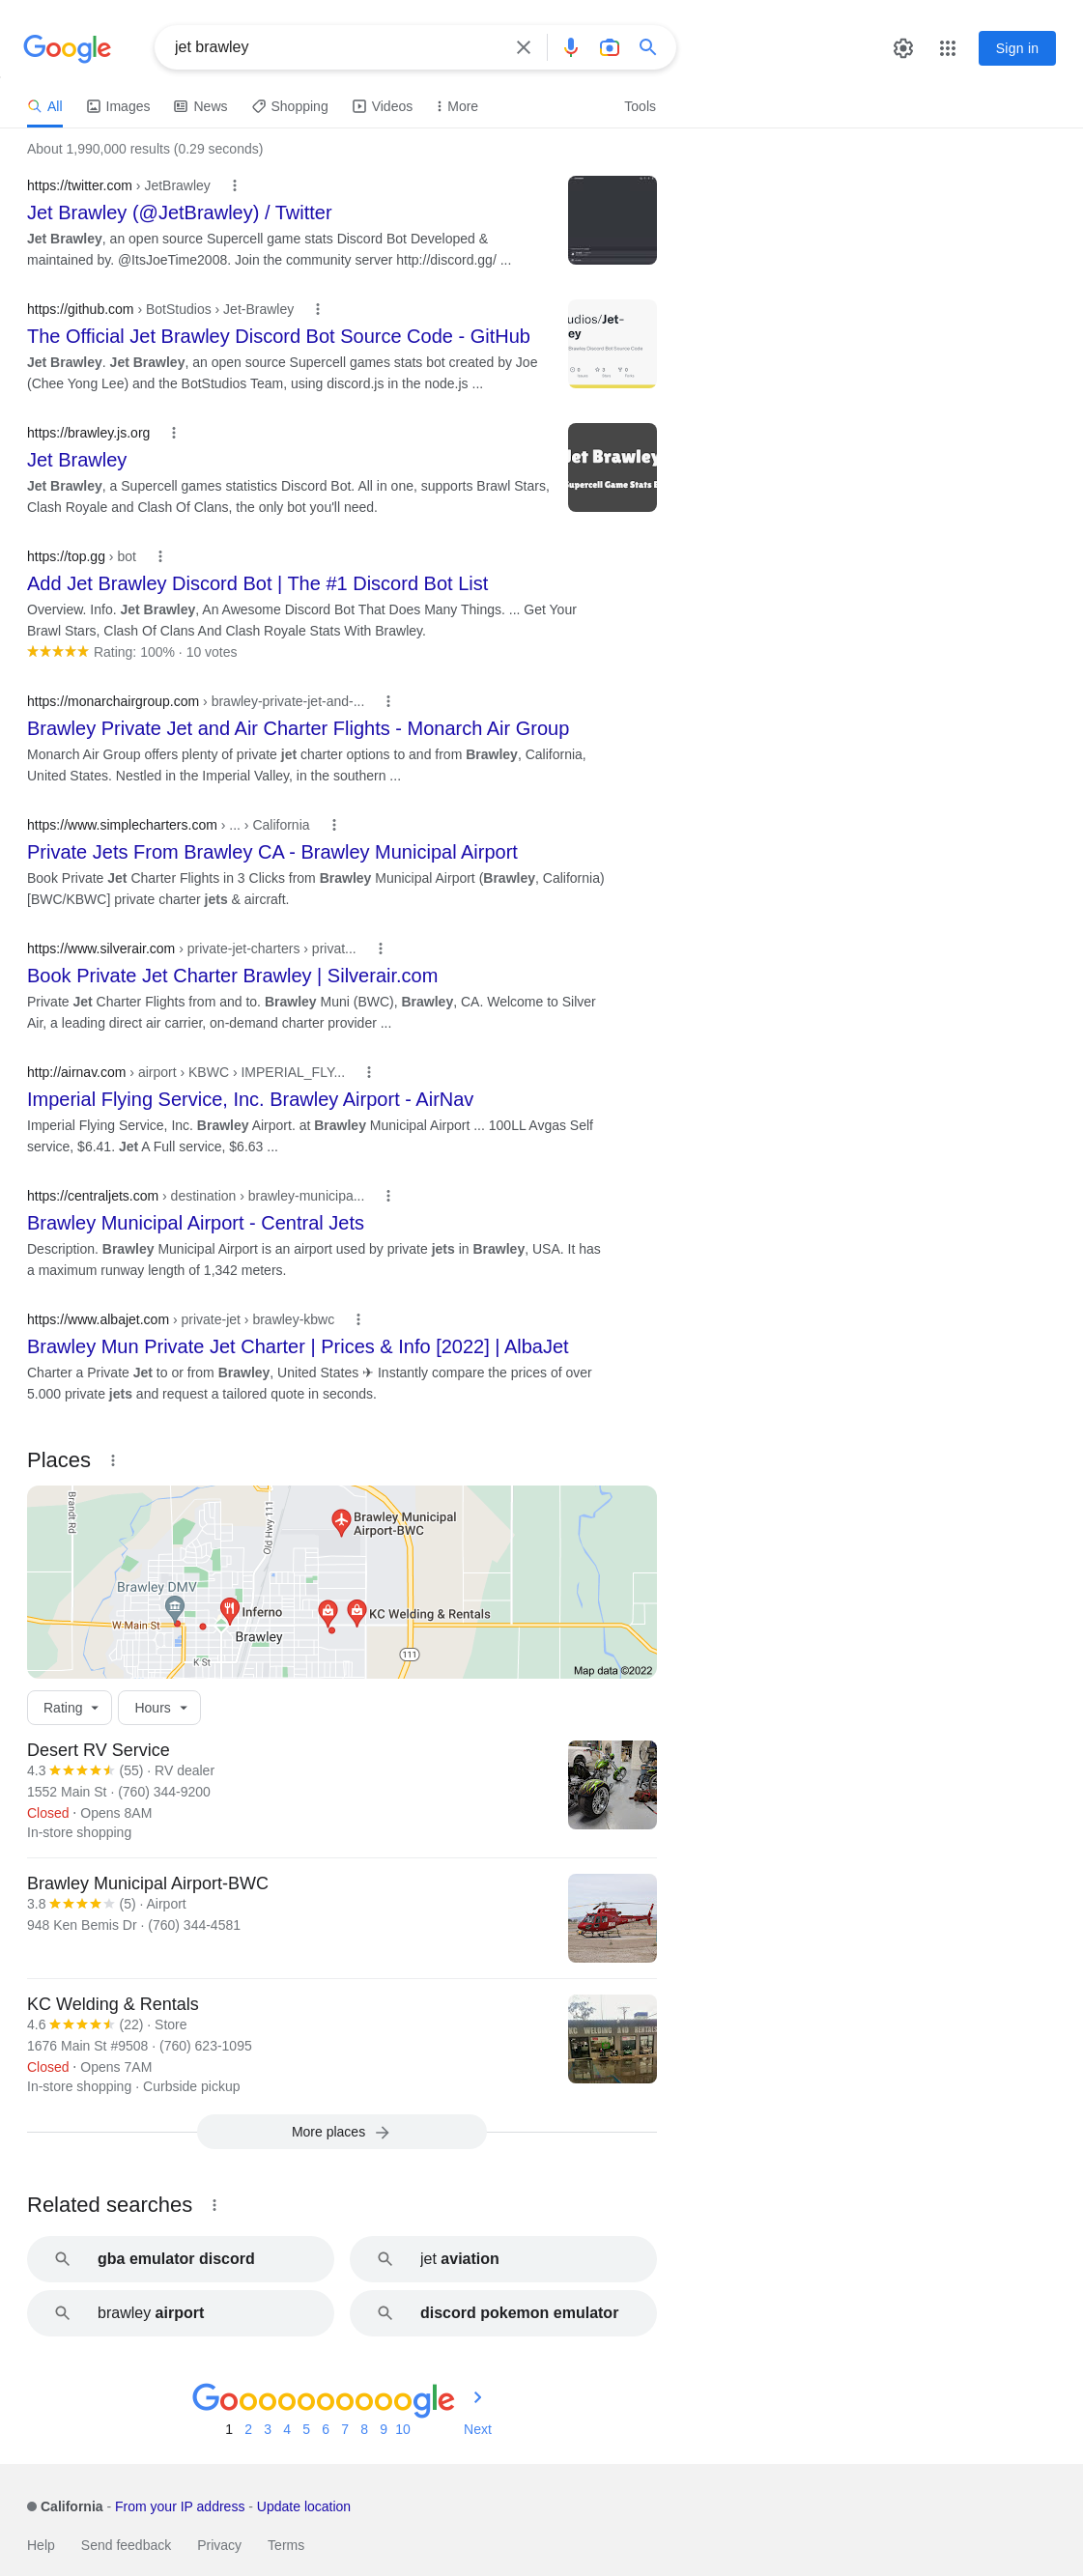 Google
jet brawley
Sign in
All
Images
News
Shopping
Videos
More
Tools
About 1,990,000 results (0.29 seconds)
https://twitter.com › JetBrawley
Jet Brawley (@JetBrawley) / Twitter
Jet Brawley, an open source Supercell game stats Discord Bot Developed &
maintained by. @ItsJoeTime2008. Join the community server http://discord.gg/ ...
https://github.com › BotStudios › Jet-Brawley
The Official Jet Brawley Discord Bot Source Code - GitHub
Jet Brawley. Jet Brawley, an open source Supercell games stats bot created by Joe
(Chee Yong Lee) and the BotStudios Team, using discord.js in the node.js ...
udios/Jet-
ey
Brawley Discord Bot Source Code
https://brawley.js.org
Jet Brawley
Jet Brawley, a Supercell games statistics Discord Bot. All in one, supports Brawl Stars,
Clash Royale and Clash Of Clans, the only bot you'll need.
Jet Brawley
Supercell Game Stats B
https://top.gg › bot
Add Jet Brawley Discord Bot | The #1 Discord Bot List
Overview. Info. Jet Brawley, An Awesome Discord Bot That Does Many Things. ... Get Your
Brawl Stars, Clash Of Clans And Clash Royale Stats With Brawley.
Rating: 100% · 10 votes
https://monarchairgroup.com › brawley-private-jet-and-...
Brawley Private Jet and Air Charter Flights - Monarch Air Group
Monarch Air Group offers plenty of private jet charter options to and from Brawley, California,
United States. Nestled in the Imperial Valley, in the southern ...
https://www.simplecharters.com › ... › California
Private Jets From Brawley CA - Brawley Municipal Airport
Book Private Jet Charter Flights in 3 Clicks from Brawley Municipal Airport (Brawley, California)
[BWC/KBWC] private charter jets & aircraft.
https://www.silverair.com › private-jet-charters › privat...
Book Private Jet Charter Brawley | Silverair.com
Private Jet Charter Flights from and to. Brawley Muni (BWC), Brawley, CA. Welcome to Silver
Air, a leading direct air carrier, on-demand charter provider ...
http://airnav.com › airport › KBWC › IMPERIAL_FLY...
Imperial Flying Service, Inc. Brawley Airport - AirNav
Imperial Flying Service, Inc. Brawley Airport. at Brawley Municipal Airport ... 100LL Avgas Self
service, $6.41. Jet A Full service, $6.63 ...
https://centraljets.com › destination › brawley-municipa...
Brawley Municipal Airport - Central Jets
Description. Brawley Municipal Airport is an airport used by private jets in Brawley, USA. It has
a maximum runway length of 1,342 meters.
https://www.albajet.com › private-jet › brawley-kbwc
Brawley Mun Private Jet Charter | Prices & Info [2022] | AlbaJet
Charter a Private Jet to or from Brawley, United States ✈ Instantly compare the prices of over
5.000 private jets and request a tailored quote in seconds.
Places
Brandt Rd
Old Hwy 111
Brawley Municipal
Airport-BWC
Brawley DMV
Inferno
KC Welding & Rentals
W Main St
Brawley
K St
111
Map data ©2022
Rating
Hours
Desert RV Service
4.3 (55) · RV dealer
1552 Main St · (760) 344-9200
Closed · Opens 8AM
In-store shopping
Brawley Municipal Airport-BWC
3.8 (5) · Airport
948 Ken Bemis Dr · (760) 344-4581
KC Welding & Rentals
4.6 (22) · Store
1676 Main St #9508 · (760) 623-1095
Closed · Opens 7AM
In-store shopping · Curbside pickup
KC WELDING AND RENTALS
More places
Related searches
gba emulator discord
jet aviation
brawley airport
discord pokemon emulator
Goooooooooogle
1 2 3 4 5 6 7 8 9 10 Next
California - From your IP address - Update location
Help Send feedback Privacy Terms